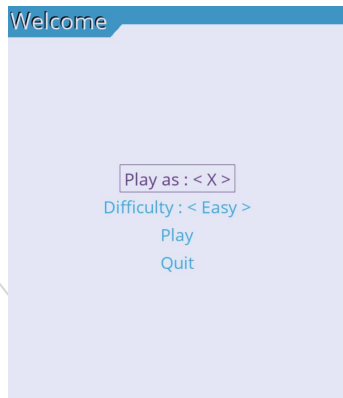 Welcome
Play as : < X >
Difficulty : < Easy >
Play
Quit